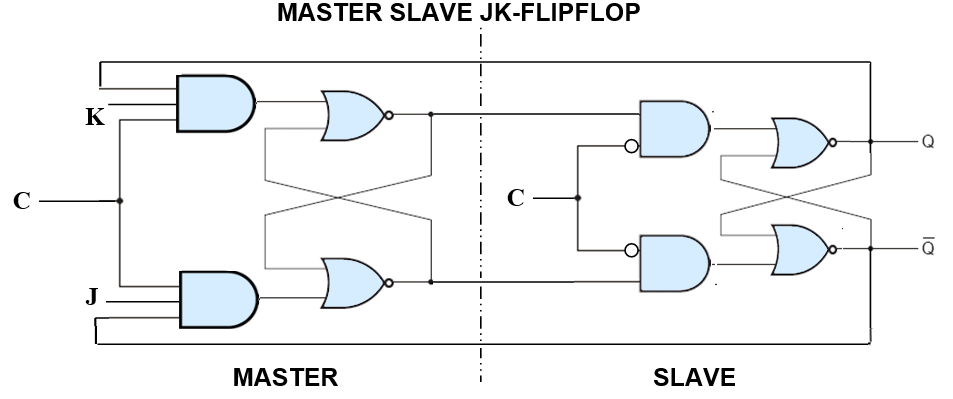 MASTER SLAVE JK-FLIPFLOP
K
Q
C
C
Q̅
J
MASTER
SLAVE